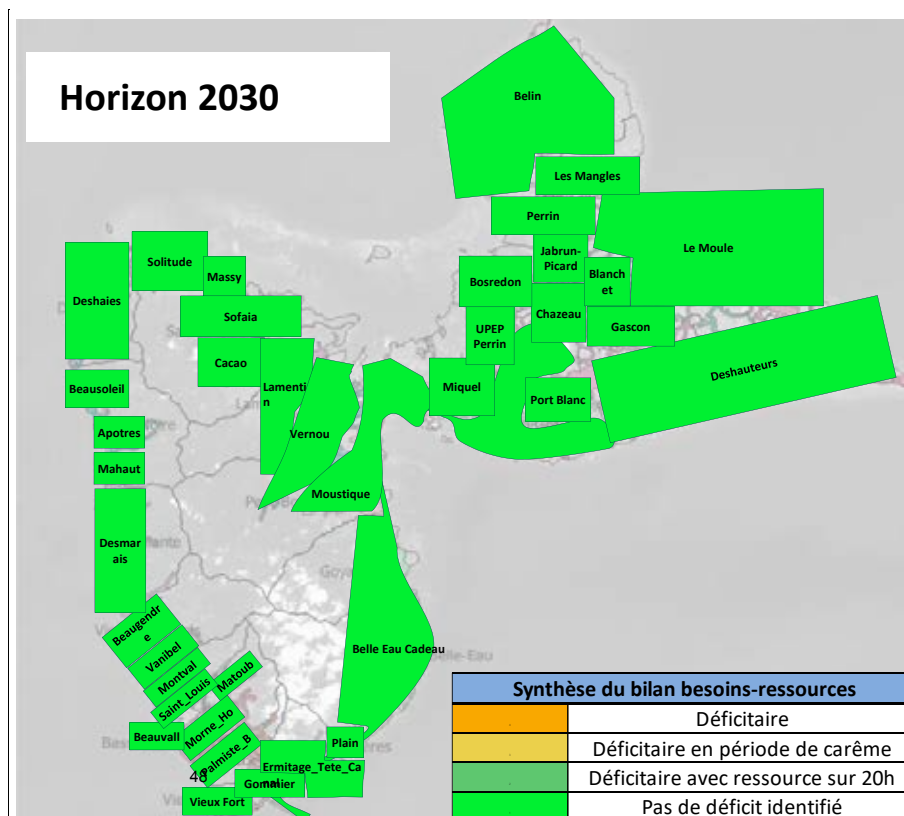 Horizon 2030
Belin
Les Mangles
Perrin
Le Moule
Jabrun-
Picard
Solitude
Massy
Bosredon
Blanch
et
Deshaies
Sofaia
Chazeau
UPEP
Perrin
Gascon
Cacao
Deshauteurs
Beausoleil
Lamenti
n
Miquel
Port Blanc
Apotres
Vernou
Mahaut
Moustique
Desmar
ais
Beaugendr
e
Vanibel
Belle Eau Cadeau
Montval
Matoub
Saint_Louis
Beauvall
Morne_Ho
Plain
Palmiste_B
Ermitage_Tete_Ca
nal
Gommier
Vieux Fort
48
Synthèse du bilan besoins-ressources
Déficitaire
Déficitaire en période de carême
Déficitaire avec ressource sur 20h
Pas de déficit identifié